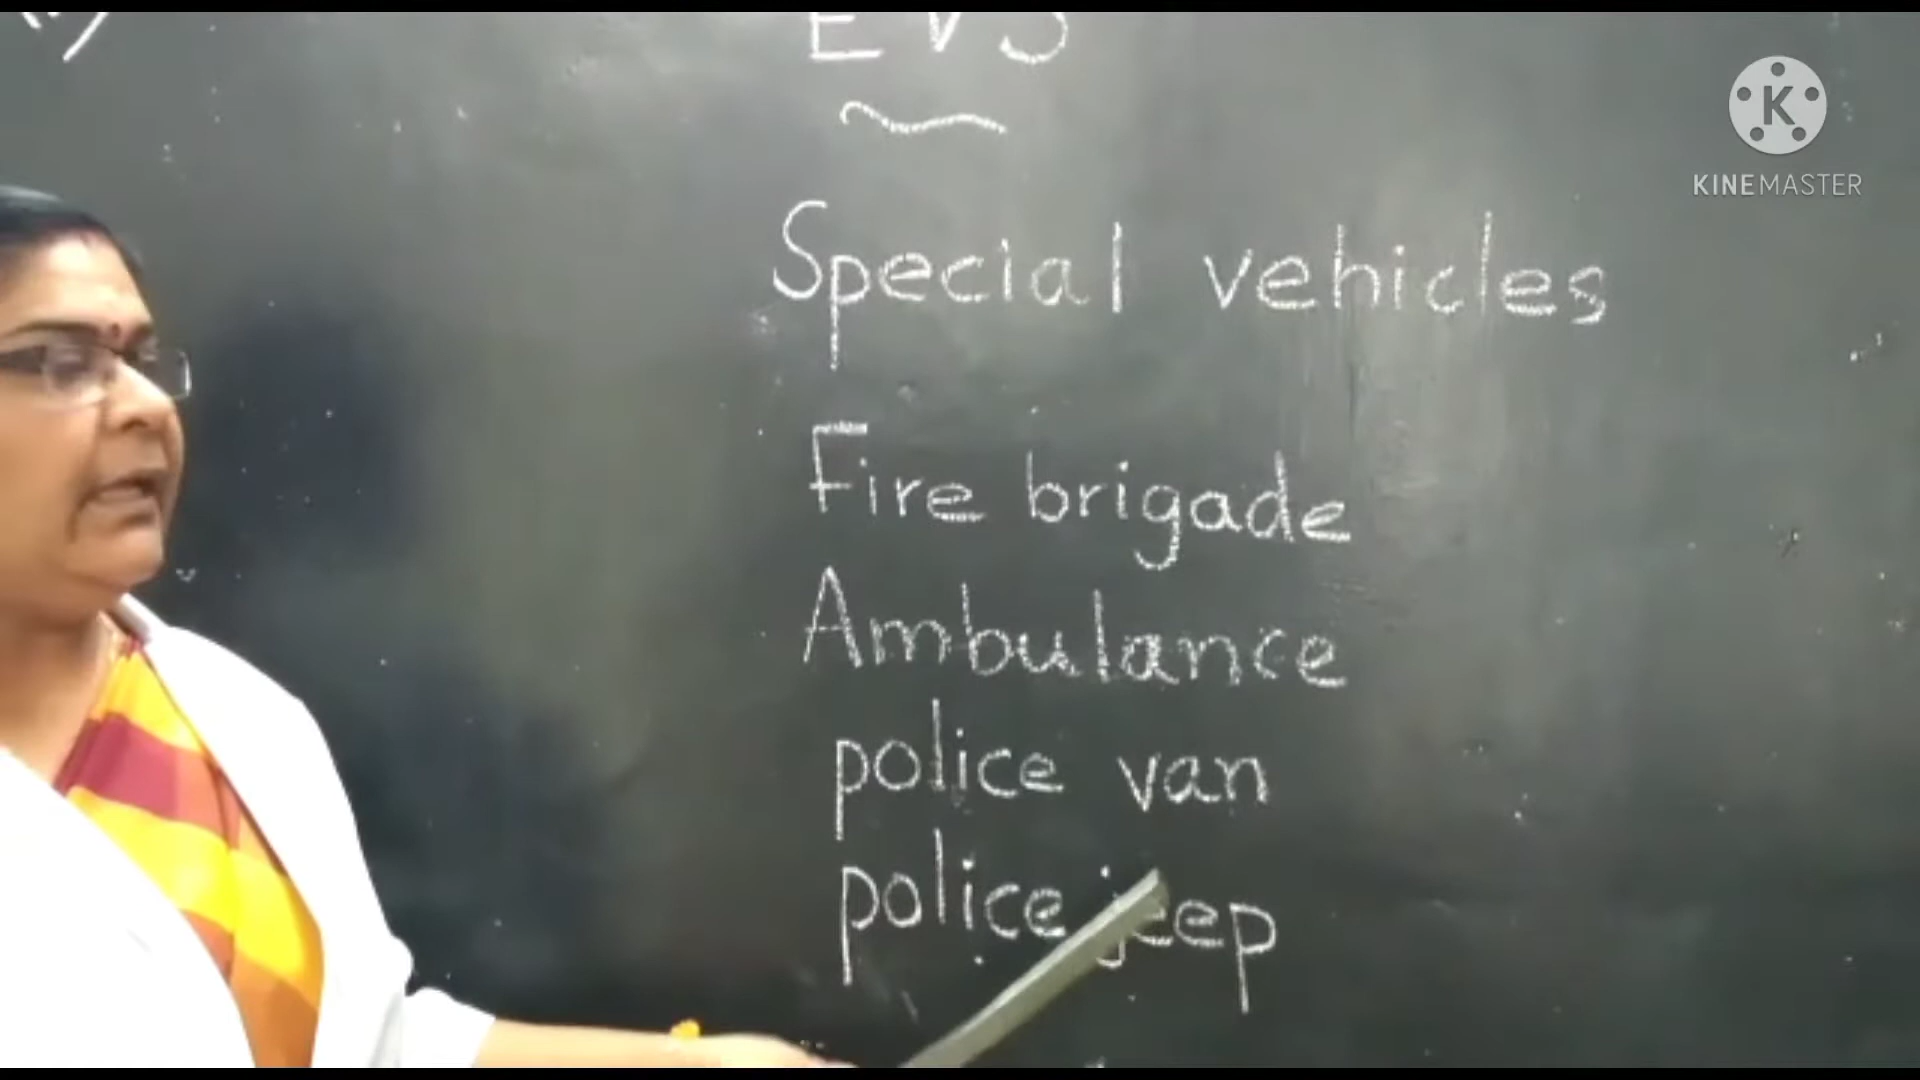 EVS
Special vehicles
Fire brigade
Ambulance
police van
police jeep
K
KINEMASTER